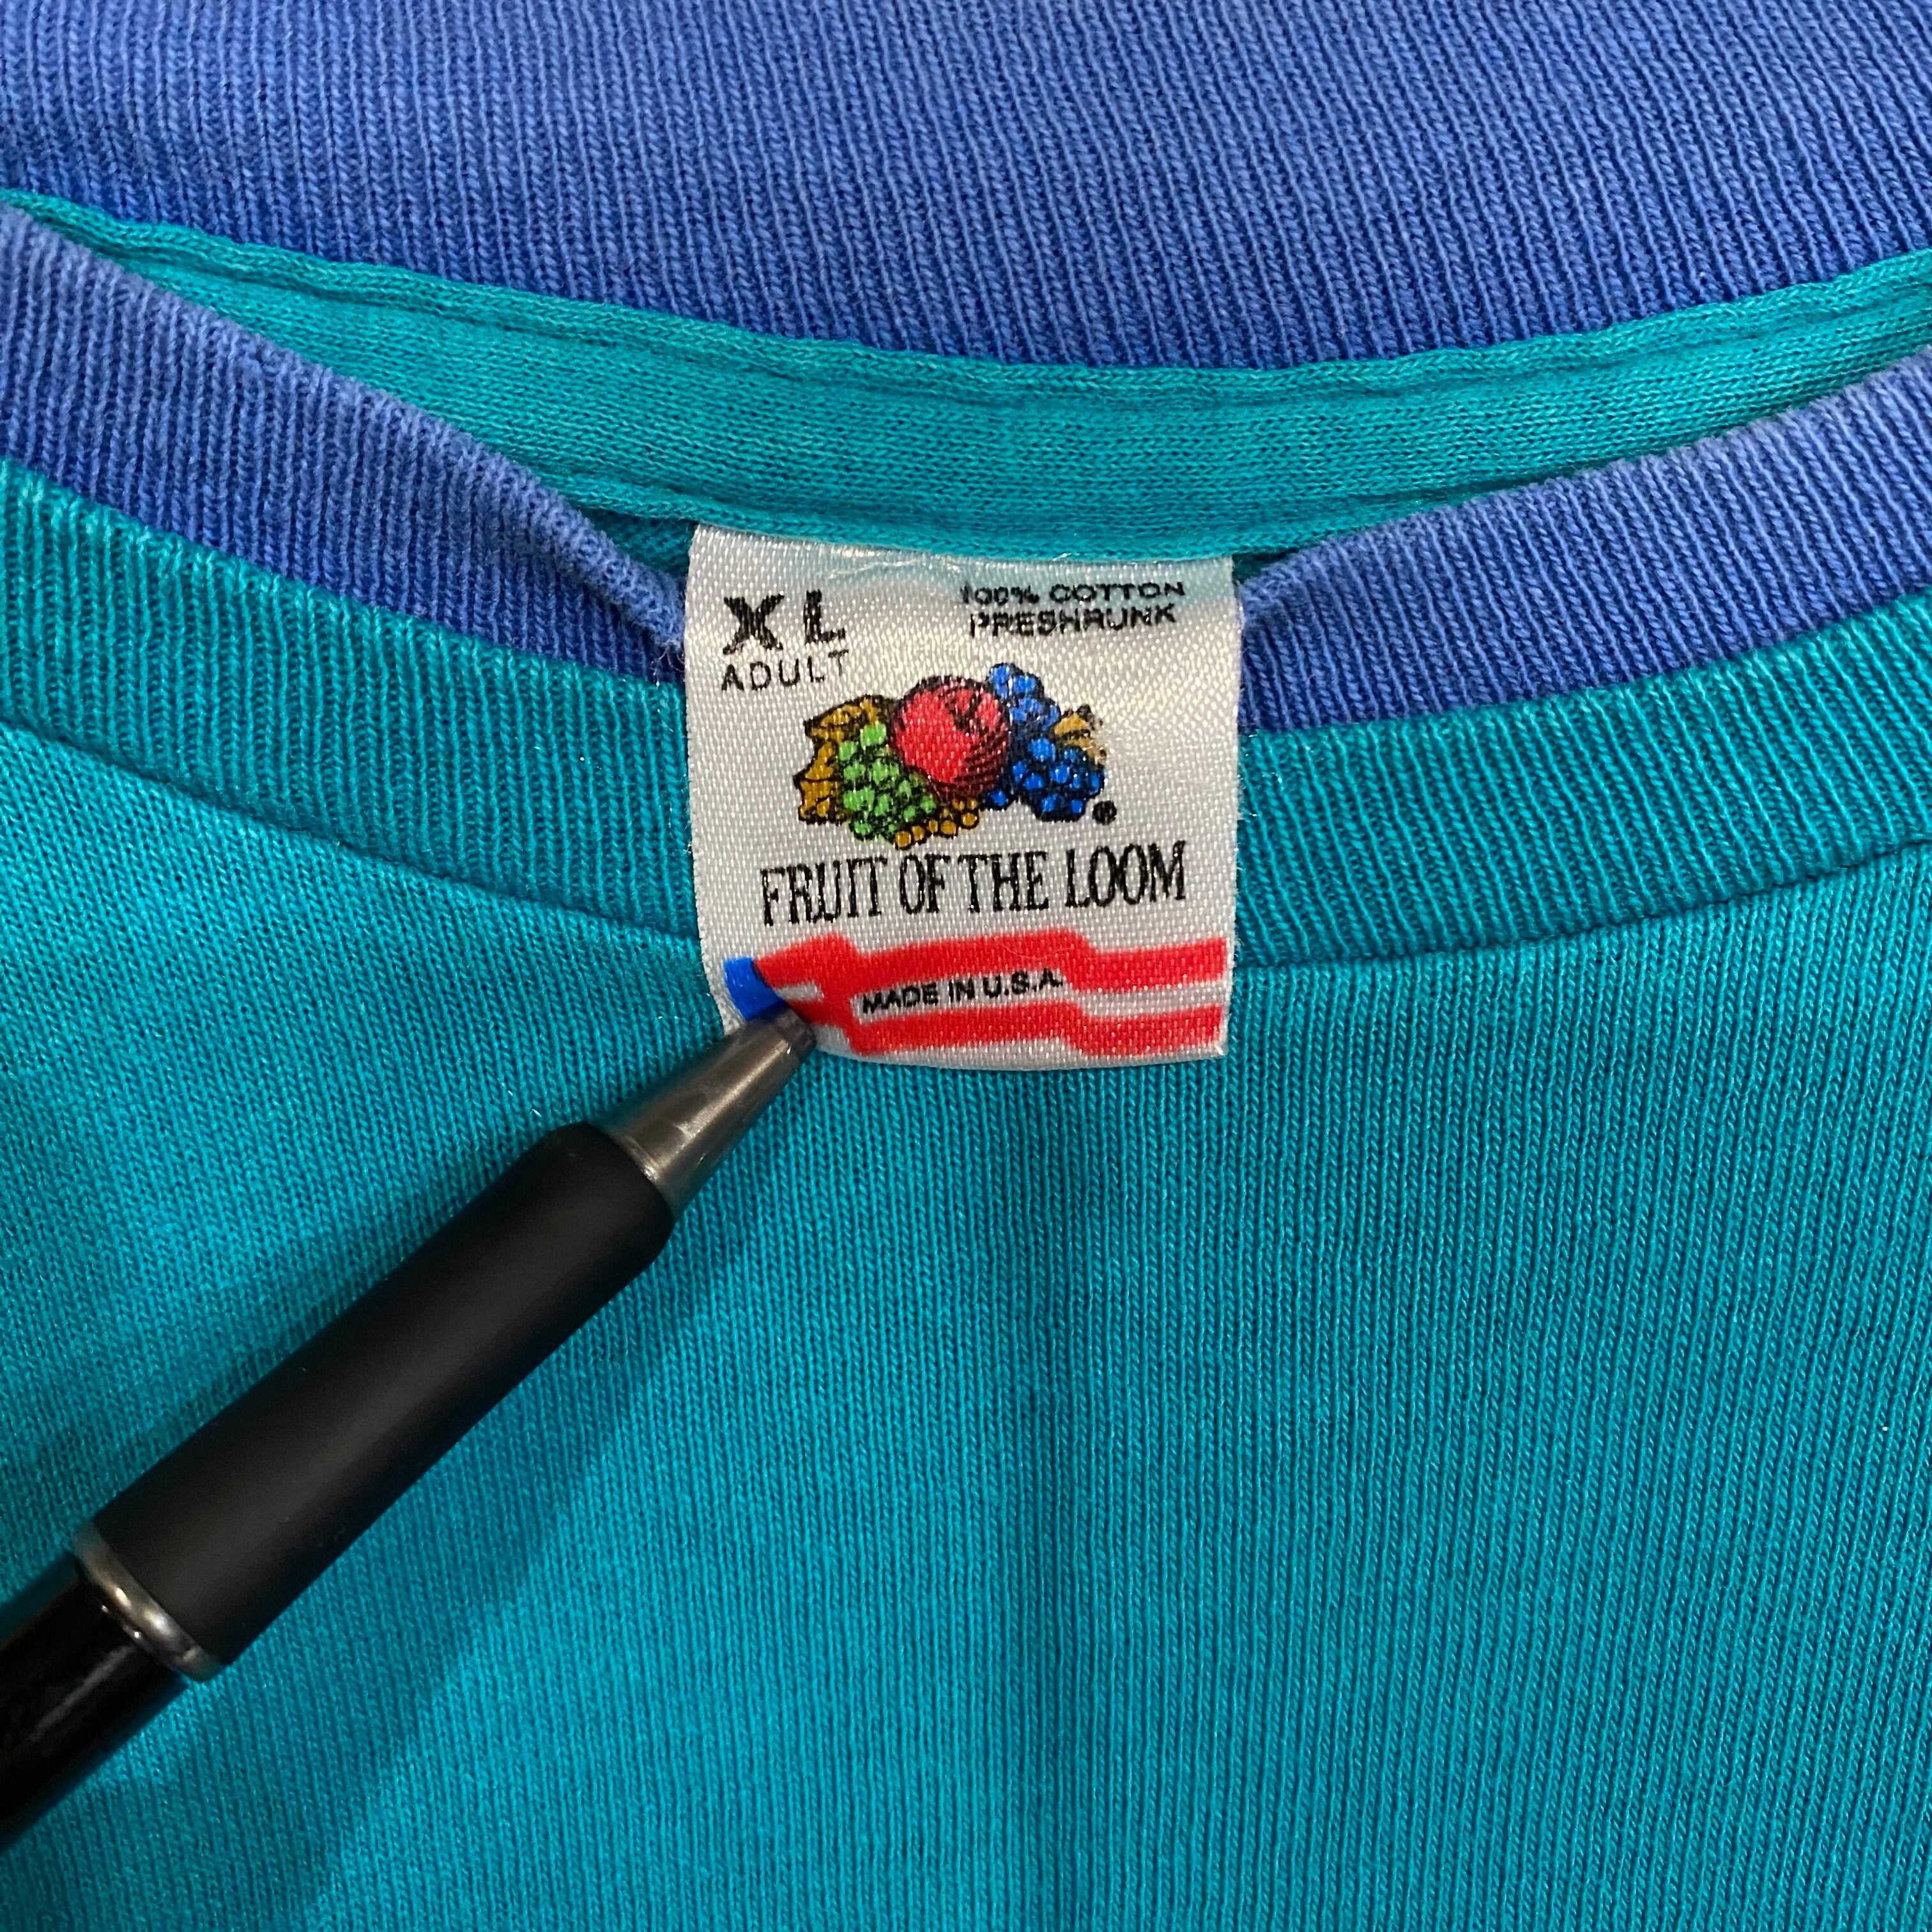 XL
ADULT
100% COTTON
PRESHRUNK
FRUIT OF THE LOOM
MADE IN U.S.A.